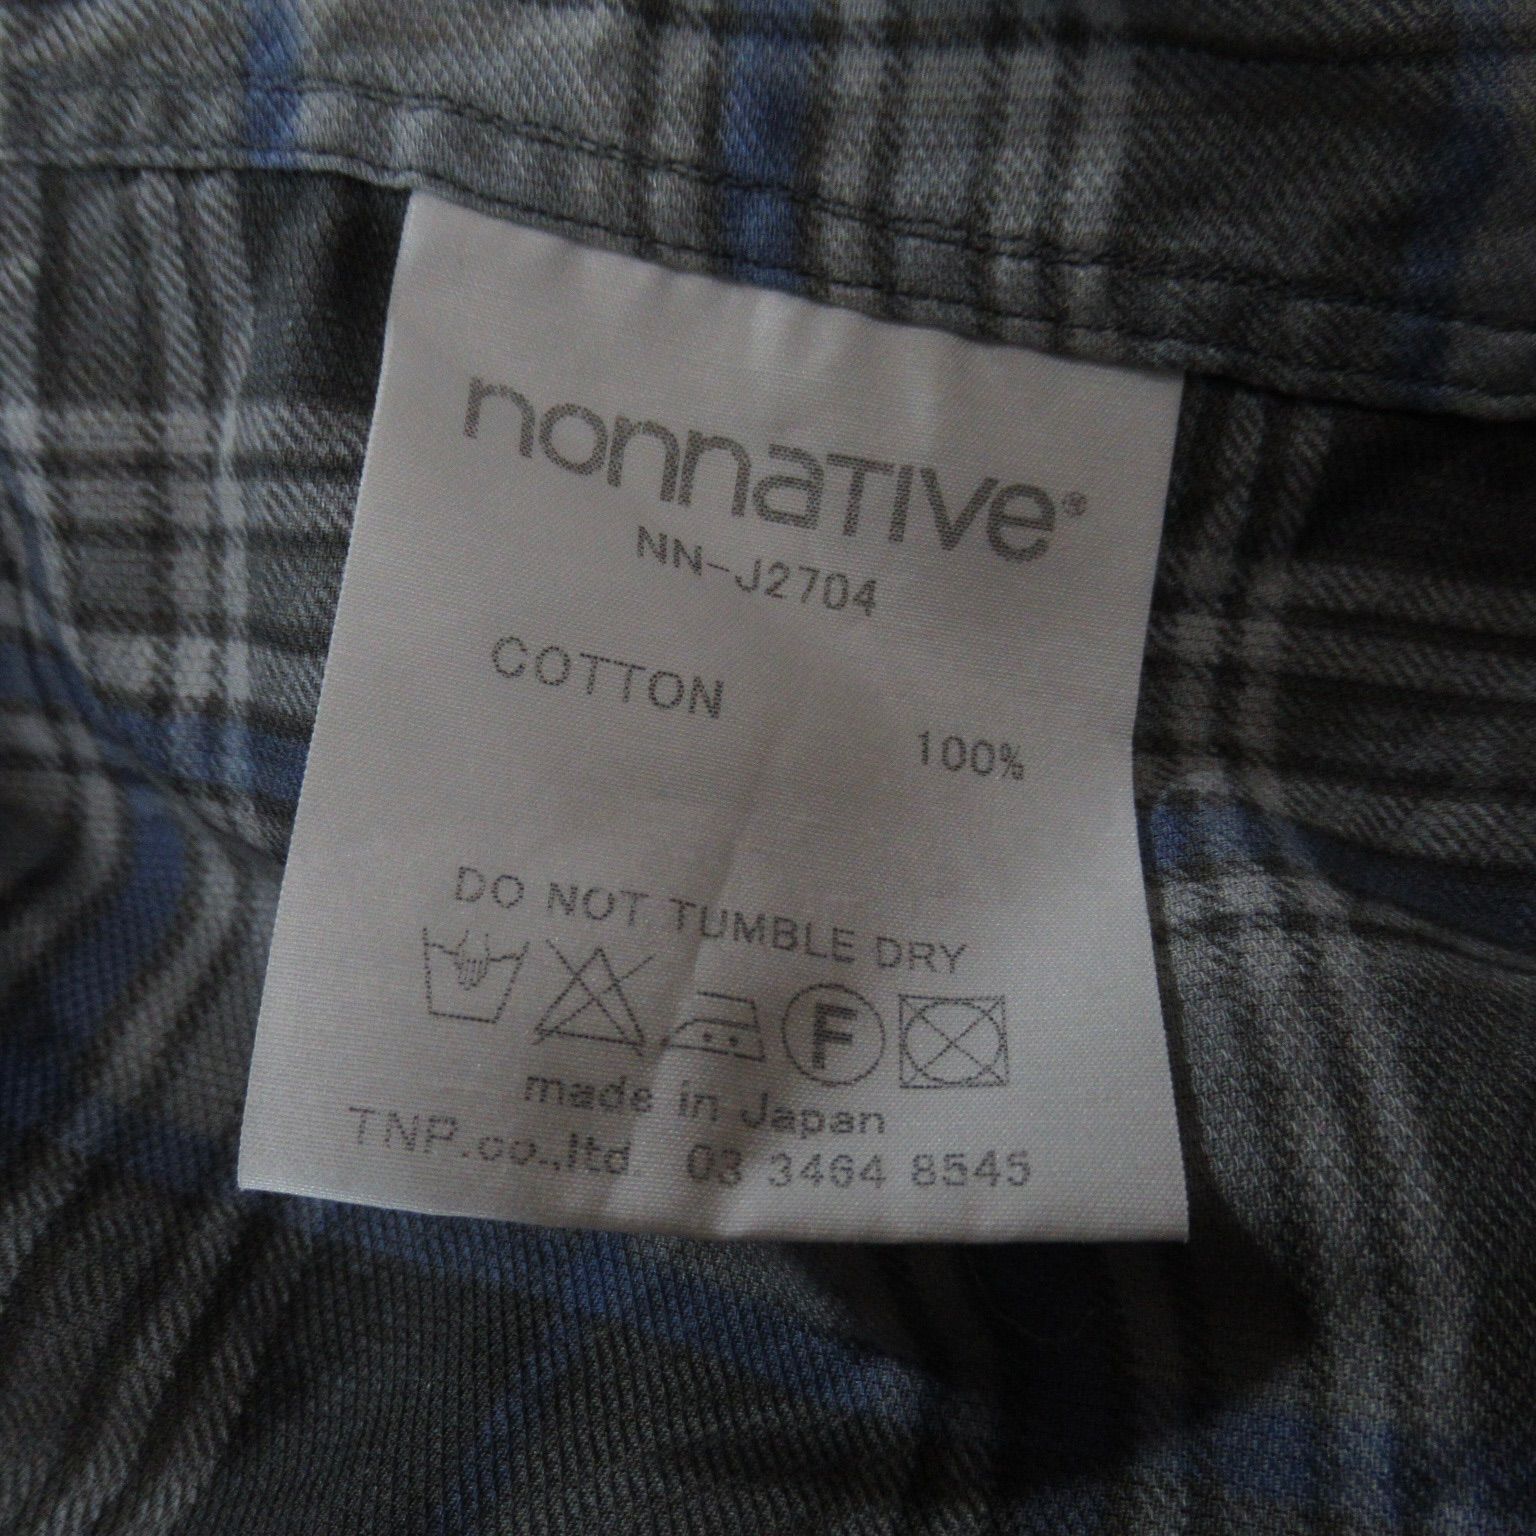 nonnaTIVe®
NN-J2704
COTTON
100%
DO NOT TUMBLE DRY
F
made in Japan
TNP.co.,ltd. 03 3464 8545